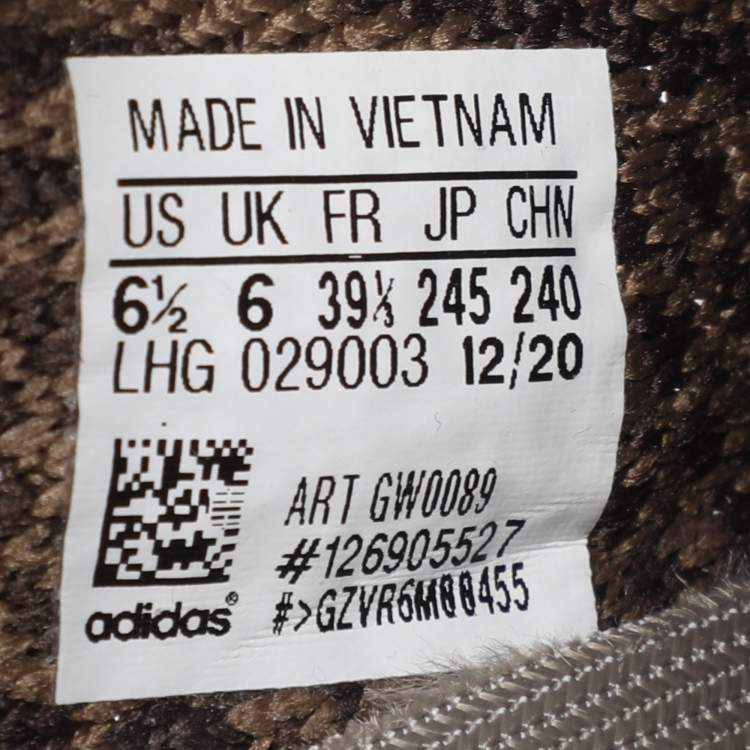 MADE IN VIETNAM
US UK FR JP CHN
6½ 6 39⅓ 245 240
LHG 029003 12/20
ART GW0089
#126905527
adidas®
#>GZVR6M00455